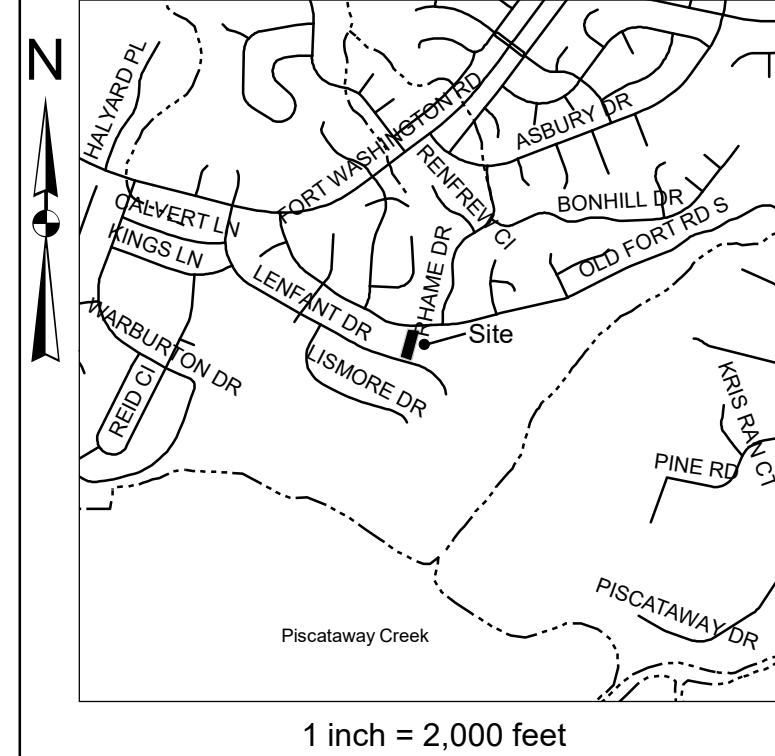 N
HALYARD PL
FORT WASHINGTON RD
ASBURY DR
RENFREW CI
CALVERT LN
BONHILL DR
KINGS LN
OLD FORT RD S
RHAME DR
LENFANT DR
Site
WARBURTON DR
LISMORE DR
REID CI
KRIS RAN CT
PINE RD
PISCATAWAY DR
Piscataway Creek
1 inch = 2,000 feet